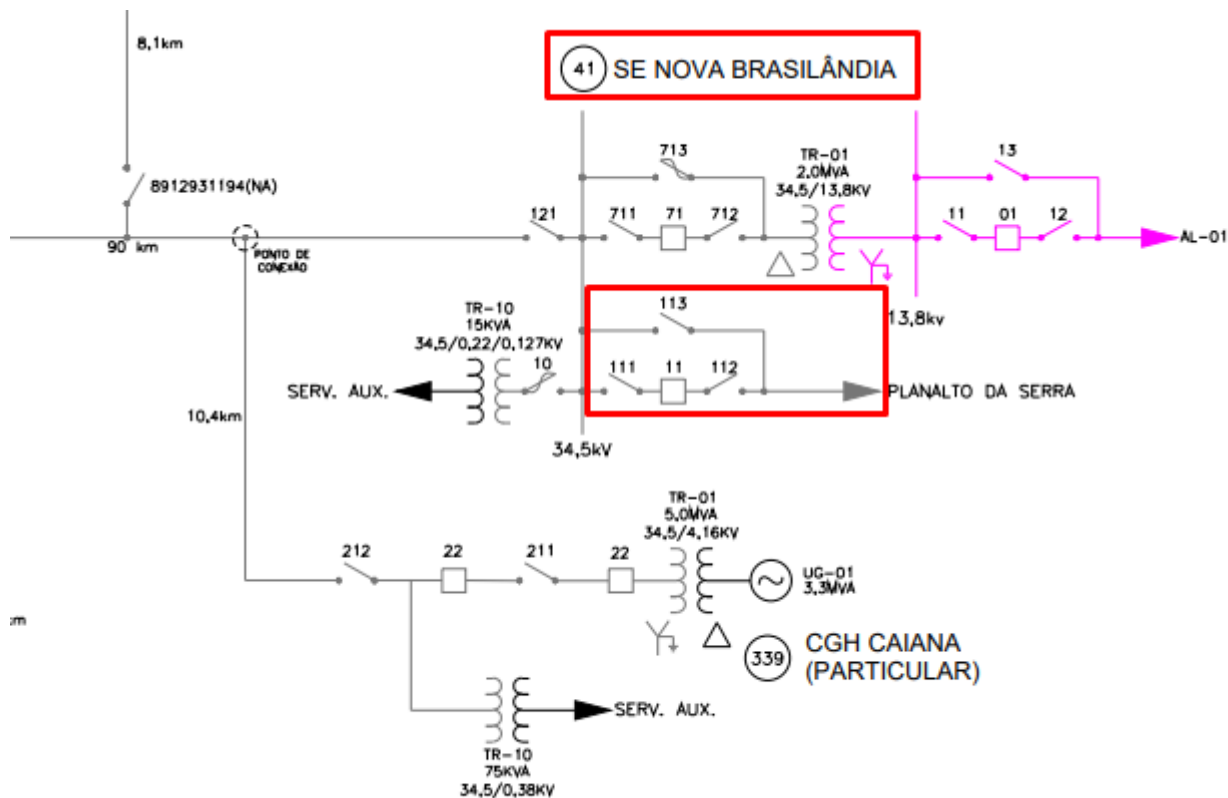 8,1km
41 SE NOVA BRASILÂNDIA
8912931194(NA)
90 km
PONTO DE
CONEXÃO
121
713
711 71 712
TR-01
2.0MVA
34.5/13.8KV
13
11 01 12
AL-01
13,8kv
TR-10
15KVA
34.5/0.22/0.127KV
10
SERV. AUX.
113
111 11 112
PLANALTO DA SERRA
34,5kV
10,4km
212 22 211 22
TR-01
5.0MVA
34.5/4.16KV
UG-01
3.3MVA
339 CGH CAIANA
(PARTICULAR)
m
SERV. AUX.
TR-10
75KVA
34.5/0.38KV